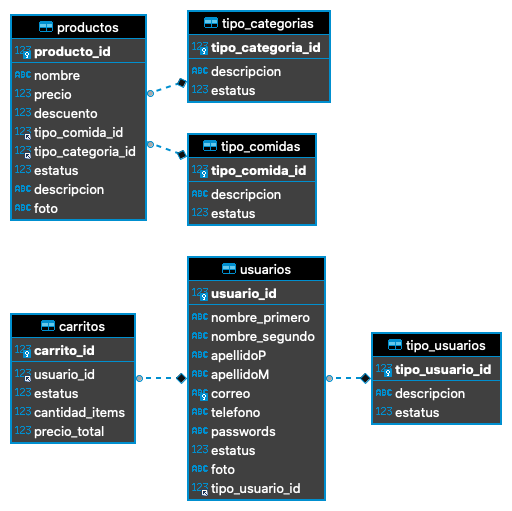 productos
123 producto_id
ABC nombre
123 precio
123 descuento
123 tipo_comida_id
123 tipo_categoria_id
123 estatus
ABC descripcion
ABC foto
tipo_categorias
123 tipo_categoria_id
ABC descripcion
123 estatus
tipo_comidas
123 tipo_comida_id
ABC descripcion
123 estatus
carritos
123 carrito_id
123 usuario_id
123 estatus
123 cantidad_items
123 precio_total
usuarios
123 usuario_id
ABC nombre_primero
ABC nombre_segundo
ABC apellidoP
ABC apellidoM
ABC correo
ABC telefono
ABC passwords
123 estatus
ABC foto
123 tipo_usuario_id
tipo_usuarios
123 tipo_usuario_id
ABC descripcion
123 estatus